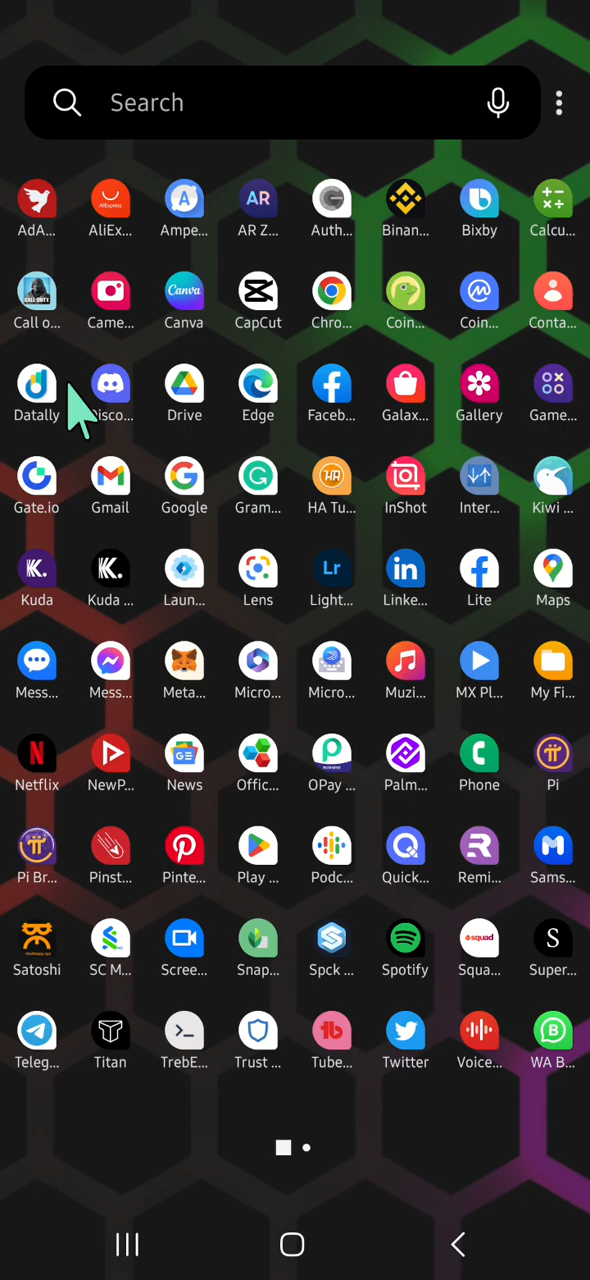 Search
AdA... AliEx... Ampe... AR Z... Auth... Binan... Bixby Calcu...
Call o... Came... Canva CapCut Chro... Coin... Coin... Conta...
Datally Disco... Drive Edge Faceb... Galax... Gallery Game...
Gate.io Gmail Google Gram... HA Tu... InShot Inter... Kiwi ...
Kuda Kuda ... Laun... Lens Light... Linke... Lite Maps
Mess... Mess... Meta... Micro... Micro... Muzi... MX Pl... My Fi...
Netflix NewP... News Offic... OPay ... Palm... Phone Pi
Pi Br... Pinst... Pinte... Play ... Podc... Quick... Remi... Sams...
Satoshi SC M... Scree... Snap... Spck ... Spotify Squa... Super...
Teleg... Titan TrebE... Trust ... Tube... Twitter Voice... WA B...